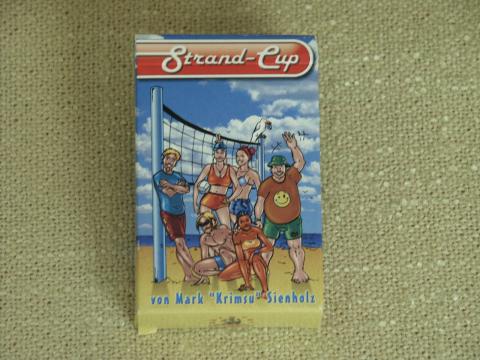 Strand-Cup
von Mark "Krimsu" Sienholz